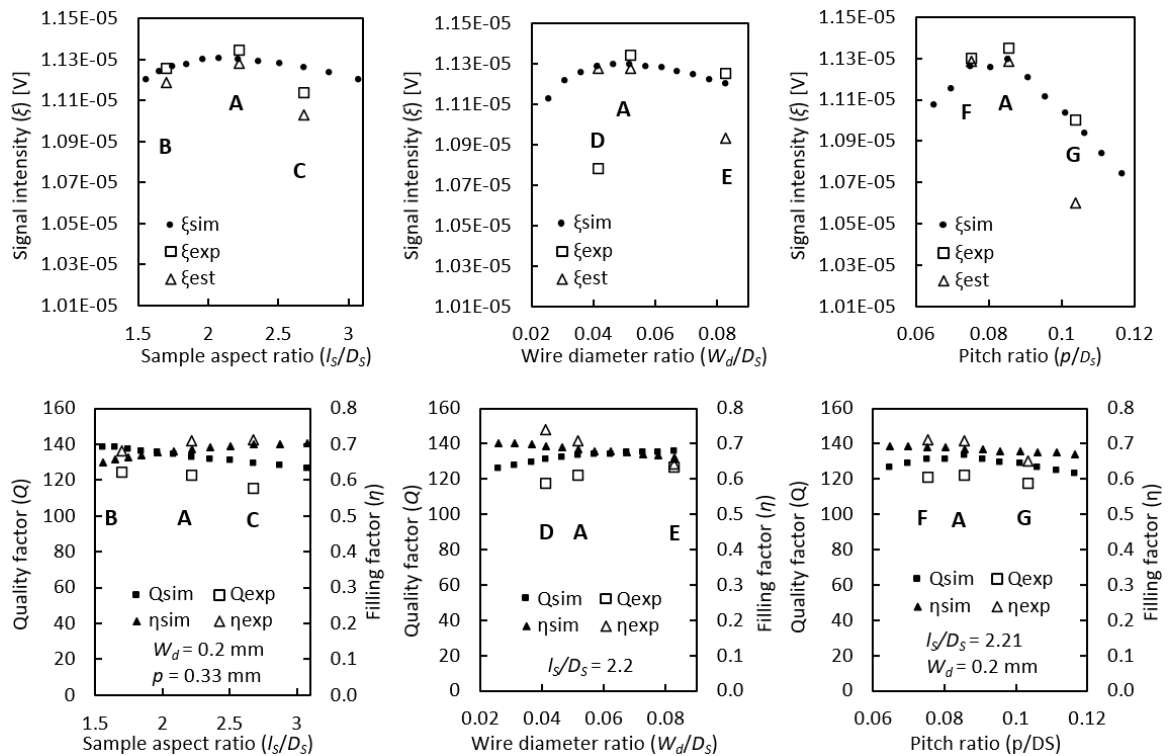 Signal intensity (ξ) [V]
1.15E-05
1.13E-05
1.11E-05
1.09E-05
1.07E-05
1.05E-05
1.03E-05
1.01E-05
B
A
C
ξsim
ξexp
ξest
1.5 2 2.5 3
Sample aspect ratio (lS/DS)
Signal intensity (ξ) [V]
1.15E-05
1.13E-05
1.11E-05
1.09E-05
1.07E-05
1.05E-05
1.03E-05
1.01E-05
D
A
E
ξsim
ξexp
ξest
0.02 0.04 0.06 0.08
Wire diameter ratio (Wd/DS)
Signal intensity (ξ) [V]
1.15E-05
1.13E-05
1.11E-05
1.09E-05
1.07E-05
1.05E-05
1.03E-05
1.01E-05
F
A
G
ξsim
ξexp
ξest
0.06 0.08 0.1 0.12
Pitch ratio (p/DS)
Quality factor (Q)
160
140
120
100
80
60
40
20
0
B A C
Qsim Qexp
ηsim ηexp
Wd = 0.2 mm
p = 0.33 mm
0.8
0.7
0.6
0.5
0.4
0.3
0.2
0.1
0.0
Filling factor (η)
1.5 2 2.5 3
Sample aspect ratio (lS/DS)
Quality factor (Q)
160
140
120
100
80
60
40
20
0
D A E
Qsim Qexp
ηsim ηexp
lS/DS = 2.2
0.8
0.7
0.6
0.5
0.4
0.3
0.2
0.1
0.0
Filling factor (η)
0.02 0.04 0.06 0.08
Wire diameter ratio (Wd/DS)
Quality factor (Q)
160
140
120
100
80
60
40
20
0
F A G
Qsim Qexp
ηsim ηexp
lS/DS = 2.21
Wd = 0.2 mm
0.8
0.7
0.6
0.5
0.4
0.3
0.2
0.1
0.0
Filling factor (η)
0.06 0.08 0.1 0.12
Pitch ratio (p/DS)